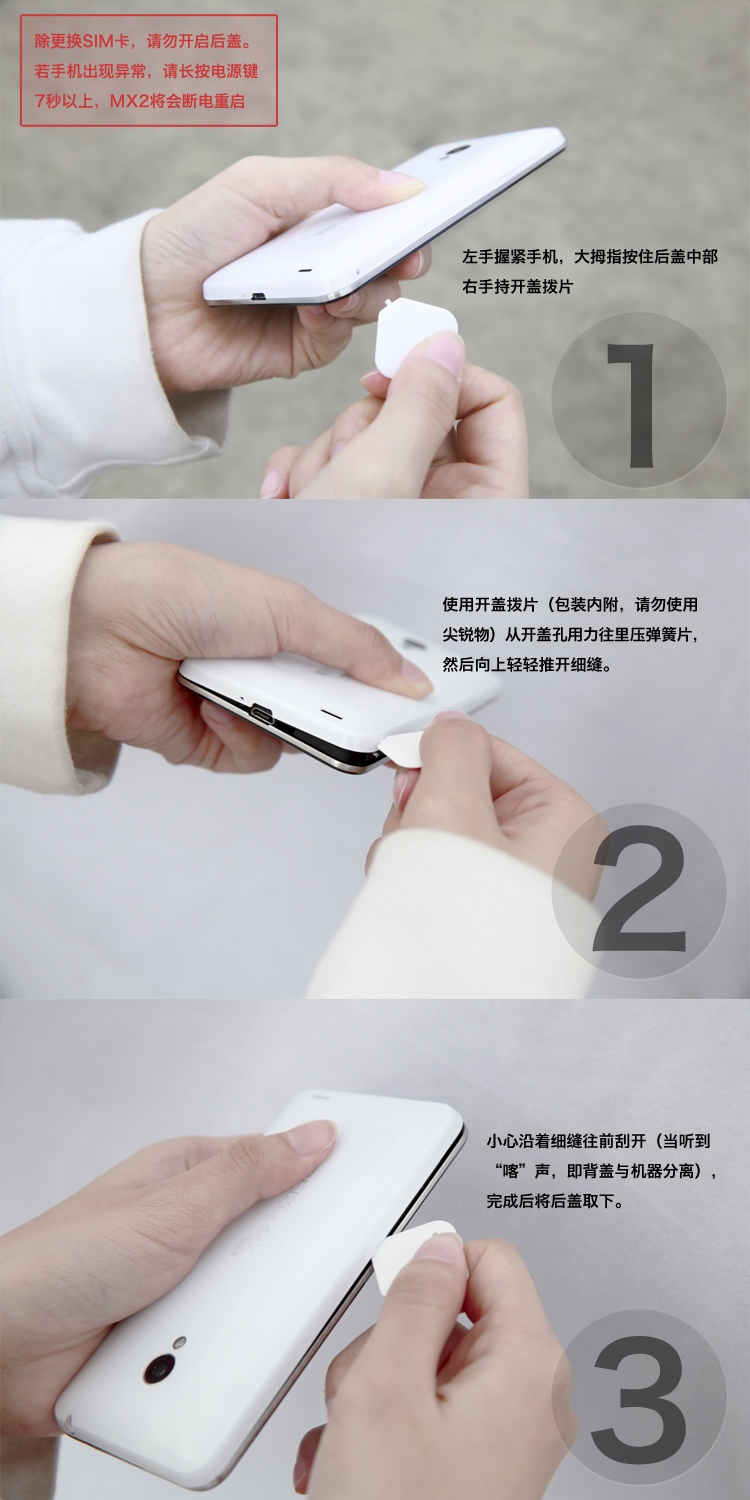 除更换SIM卡，请勿开启后盖。
若手机出现异常，请长按电源键
7秒以上，MX2将会断电重启
左手握紧手机，大拇指按住后盖中部
右手持开盖拨片
1
使用开盖拨片（包装内附，请勿使用
尖锐物）从开盖孔用力往里压弹簧片，
然后向上轻轻推开细缝。
2
小心沿着细缝往前刮开（当听到
“喀”声，即背盖与机器分离），
完成后将后盖取下。
3